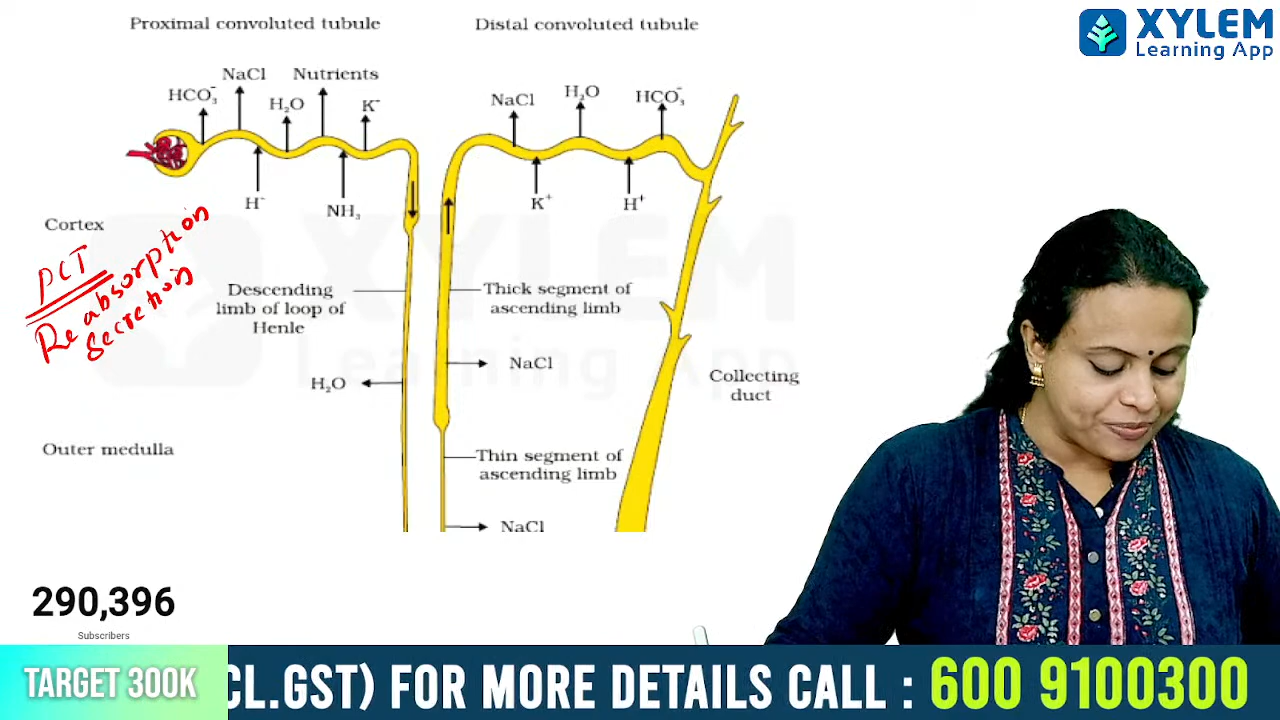 Proximal convoluted tubule
Distal convoluted tubule
XYLEM
Learning App
HCO₃⁻
NaCl
H₂O
Nutrients
K⁻
NaCl
H₂O
HCO₃⁻
H⁻
NH₃
K⁺
H⁺
Cortex
PCT
Reabsorption
secretion
Descending
limb of loop of
Henle
Thick segment of
ascending limb
XYLEM
Learning App
H₂O
NaCl
Collecting
duct
Outer medulla
Thin segment of
ascending limb
NaCl
290,396
Subscribers
TARGET 300K
CL.GST) FOR MORE DETAILS CALL : 600 9100300